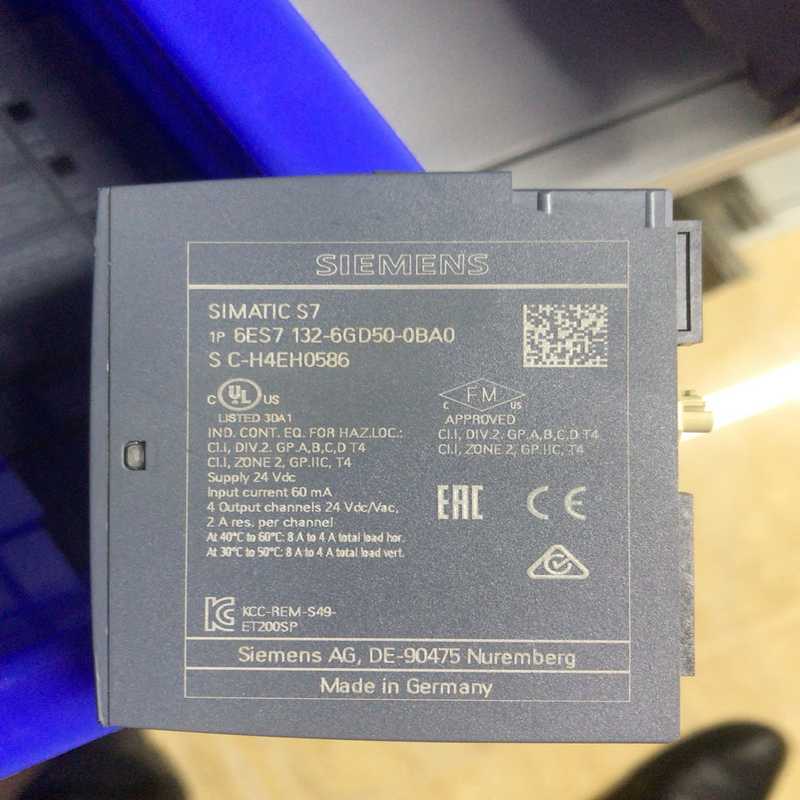 SIEMENS
SIMATIC S7
1P 6ES7 132-6GD50-0BA0
S C-H4EH0586
C UL US
LISTED 3DA1
IND. CONT. EQ. FOR HAZ.LOC.:
CI.I, DIV.2, GP.A,B,C,D T4
CI.I, ZONE 2, GP.IIC, T4
Supply 24 Vdc
Input current 60 mA
4 Output channels 24 Vdc/Vac,
2 A res. per channel
At 40°C to 60°C: 8 A to 4 A total load hor.
At 30°C to 50°C: 8 A to 4 A total load vert.
C FM US
APPROVED
CI.I, DIV.2, GP.A,B,C,D T4
CI.I, ZONE 2, GP.IIC, T4
EAC CE
KCC-REM-S49-
ET200SP
Siemens AG, DE-90475 Nuremberg
Made in Germany